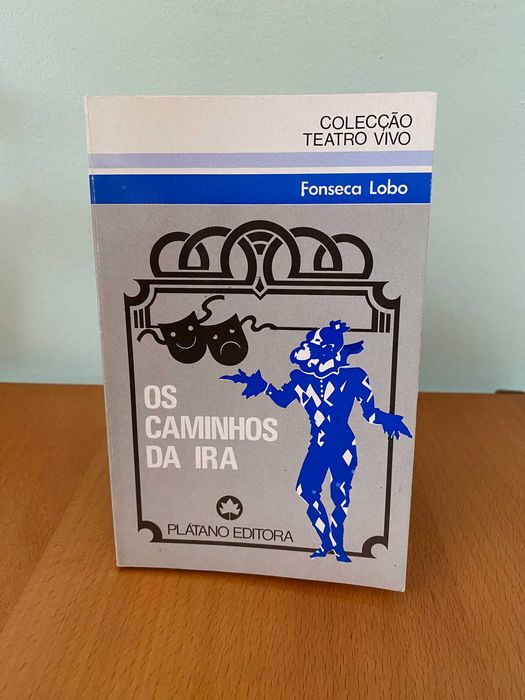 COLECÇÃO
TEATRO VIVO
Fonseca Lobo
OS
CAMINHOS
DA IRA
PLÁTANO EDITORA